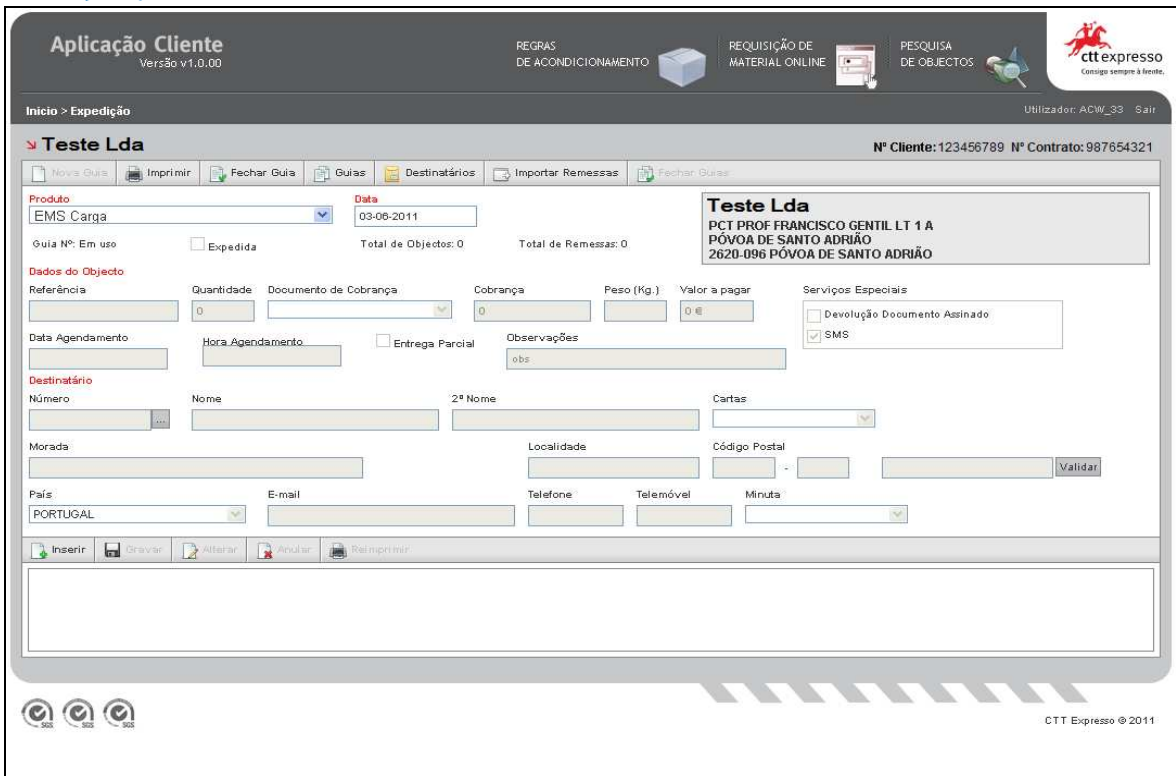 Aplicação Cliente
Versão v1.0.00
REGRAS
DE ACONDICIONAMENTO
REQUISIÇÃO DE
MATERIAL ONLINE
PESQUISA
DE OBJECTOS
ctt expresso
Consigo sempre à frente.
Inicio > Expedição
Utilizador: ACW_33 Sair
Teste Lda
Nº Cliente: 123456789 Nº Contrato: 987654321
Nova Guia Imprimir Fechar Guia Guias Destinatários Importar Remessas Fechar Guias
Produto Data
EMS Carga 03-06-2011
Teste Lda
PCT PROF FRANCISCO GENTIL LT 1 A
PÓVOA DE SANTO ADRIÃO
2620-096 PÓVOA DE SANTO ADRIÃO
Guia Nº: Em uso Expedida Total de Objectos: 0 Total de Remessas: 0
Dados do Objecto
Referência Quantidade Documento de Cobrança Cobrança Peso (Kg.) Valor a pagar Serviços Especiais
0 0 0 € Devolução Documento Assinado
Data Agendamento Hora Agendamento Entrega Parcial Observações SMS
obs
Destinatário
Número Nome 2º Nome Cartas
...
Morada Localidade Código Postal
- Validar
País E-mail Telefone Telemóvel Minuta
PORTUGAL
Inserir Gravar Alterar Anular Reimprimir
SGS SGS SGS
CTT Expresso @ 2011